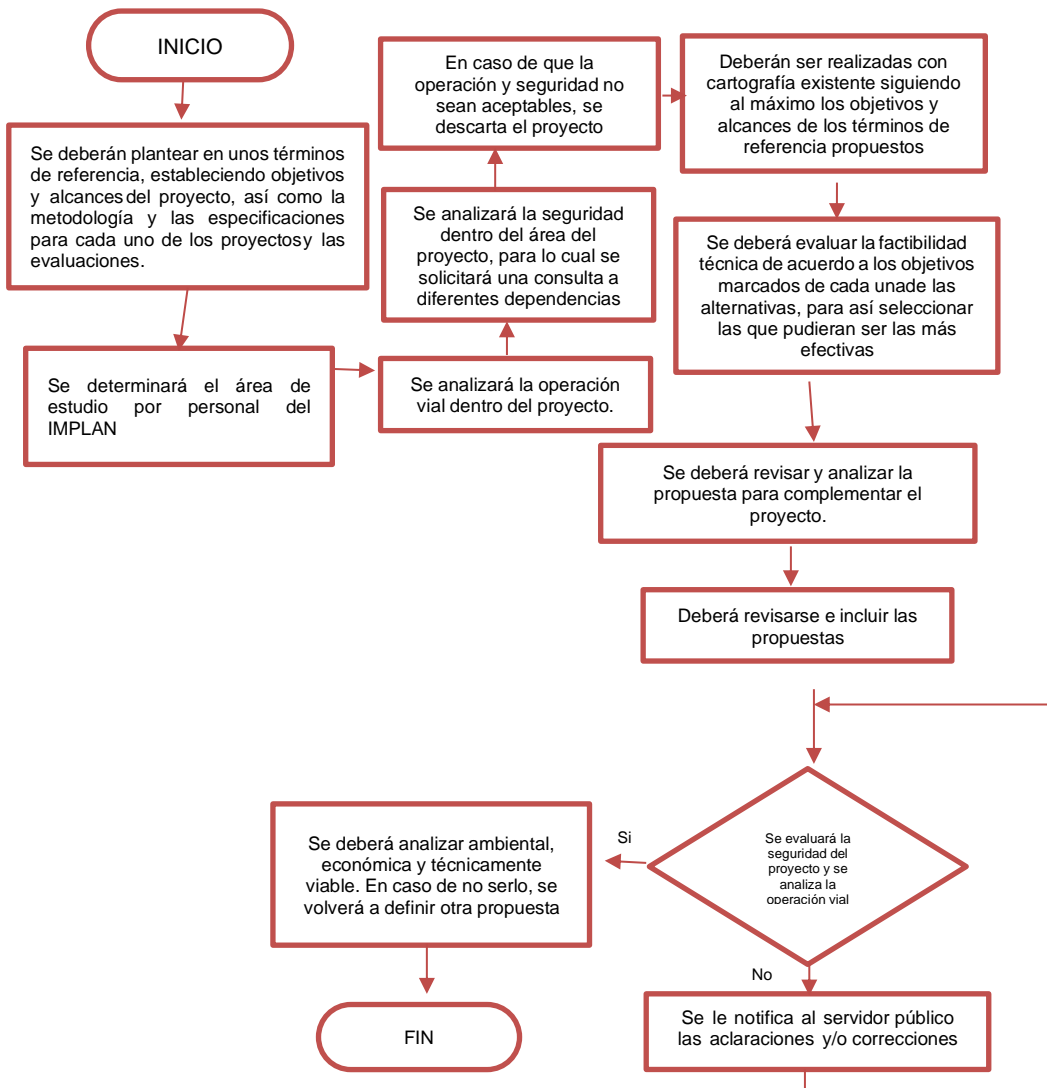 INICIO
Se deberán plantear en unos términos
de referencia, estableciendo objetivos
y alcances del proyecto, así como la
metodología y las especificaciones
para cada uno de los proyectos y las
evaluaciones.
Se determinará el área de
estudio por personal del
IMPLAN
Se analizará la operación
vial dentro del proyecto.
Se analizará la seguridad
dentro del área del
proyecto, para lo cual se
solicitará una consulta a
diferentes dependencias
En caso de que la
operación y seguridad no
sean aceptables, se
descarta el proyecto
Deberán ser realizadas con
cartografía existente siguiendo
al máximo los objetivos y
alcances de los términos de
referencia propuestos
Se deberá evaluar la factibilidad
técnica de acuerdo a los objetivos
marcados de cada unade las
alternativas, para así seleccionar
las que pudieran ser las más
efectivas
Se deberá revisar y analizar la
propuesta para complementar el
proyecto.
Deberá revisarse e incluir las
propuestas
Se evaluará la
seguridad del
proyecto y se
analiza la
operación vial
Si
Se deberá analizar ambiental,
económica y técnicamente
viable. En caso de no serlo, se
volverá a definir otra propuesta
FIN
No
Se le notifica al servidor público
las aclaraciones y/o correcciones